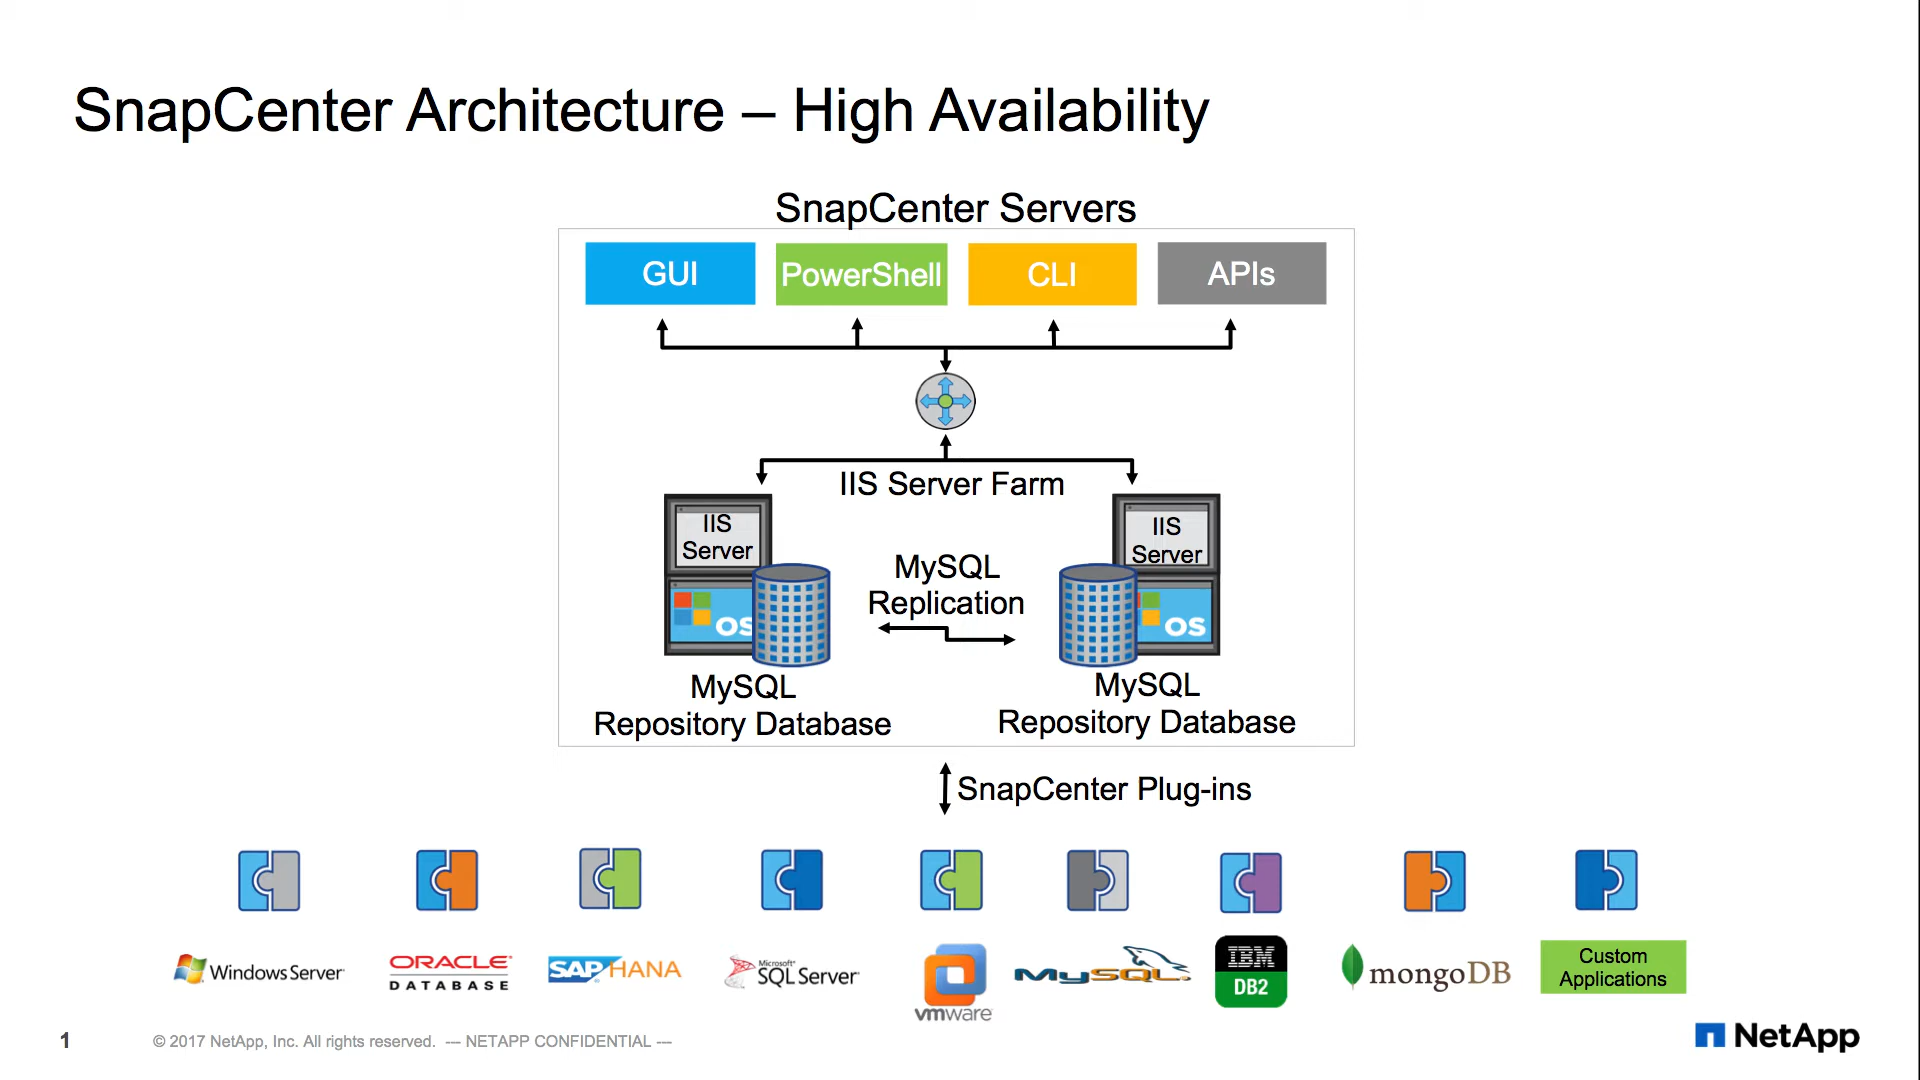 SnapCenter Architecture – High Availability
SnapCenter Servers
GUI
PowerShell
CLI
APIs
IIS Server Farm
IIS
Server
IIS
Server
MySQL
Replication
OS
OS
MySQL
Repository Database
MySQL
Repository Database
SnapCenter Plug-ins
Windows Server
ORACLE
DATABASE
SAP HANA
Microsoft
SQL Server
vmware
MySQL
IBM
DB2
mongoDB
Custom
Applications
1
© 2017 NetApp, Inc. All rights reserved. --- NETAPP CONFIDENTIAL ---
NetApp